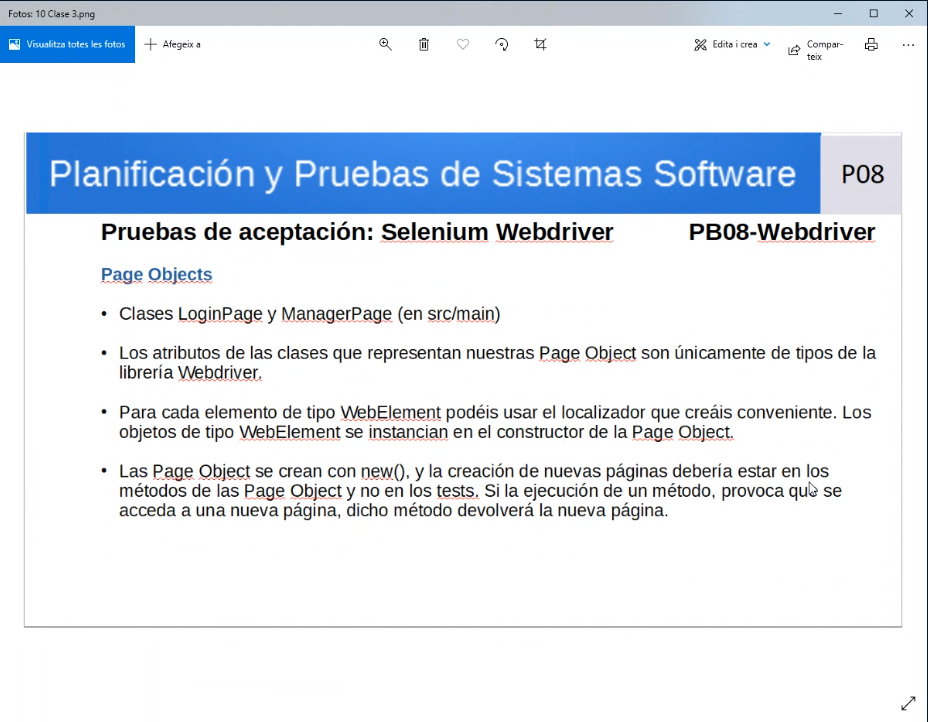 Fotos: 10 Clase 3.png
Visualitza totes les fotos
Afegeix a
Edita i crea
Compar-
teix
Planificación y Pruebas de Sistemas Software
P08
Pruebas de aceptación: Selenium Webdriver
PB08-Webdriver
Page Objects
• Clases LoginPage y ManagerPage (en src/main)
• Los atributos de las clases que representan nuestras Page Object son únicamente de tipos de la
librería Webdriver.
• Para cada elemento de tipo WebElement podéis usar el localizador que creáis conveniente. Los
objetos de tipo WebElement se instancian en el constructor de la Page Object.
• Las Page Object se crean con new(), y la creación de nuevas páginas debería estar en los
métodos de las Page Object y no en los tests. Si la ejecución de un método, provoca que se
acceda a una nueva página, dicho método devolverá la nueva página.